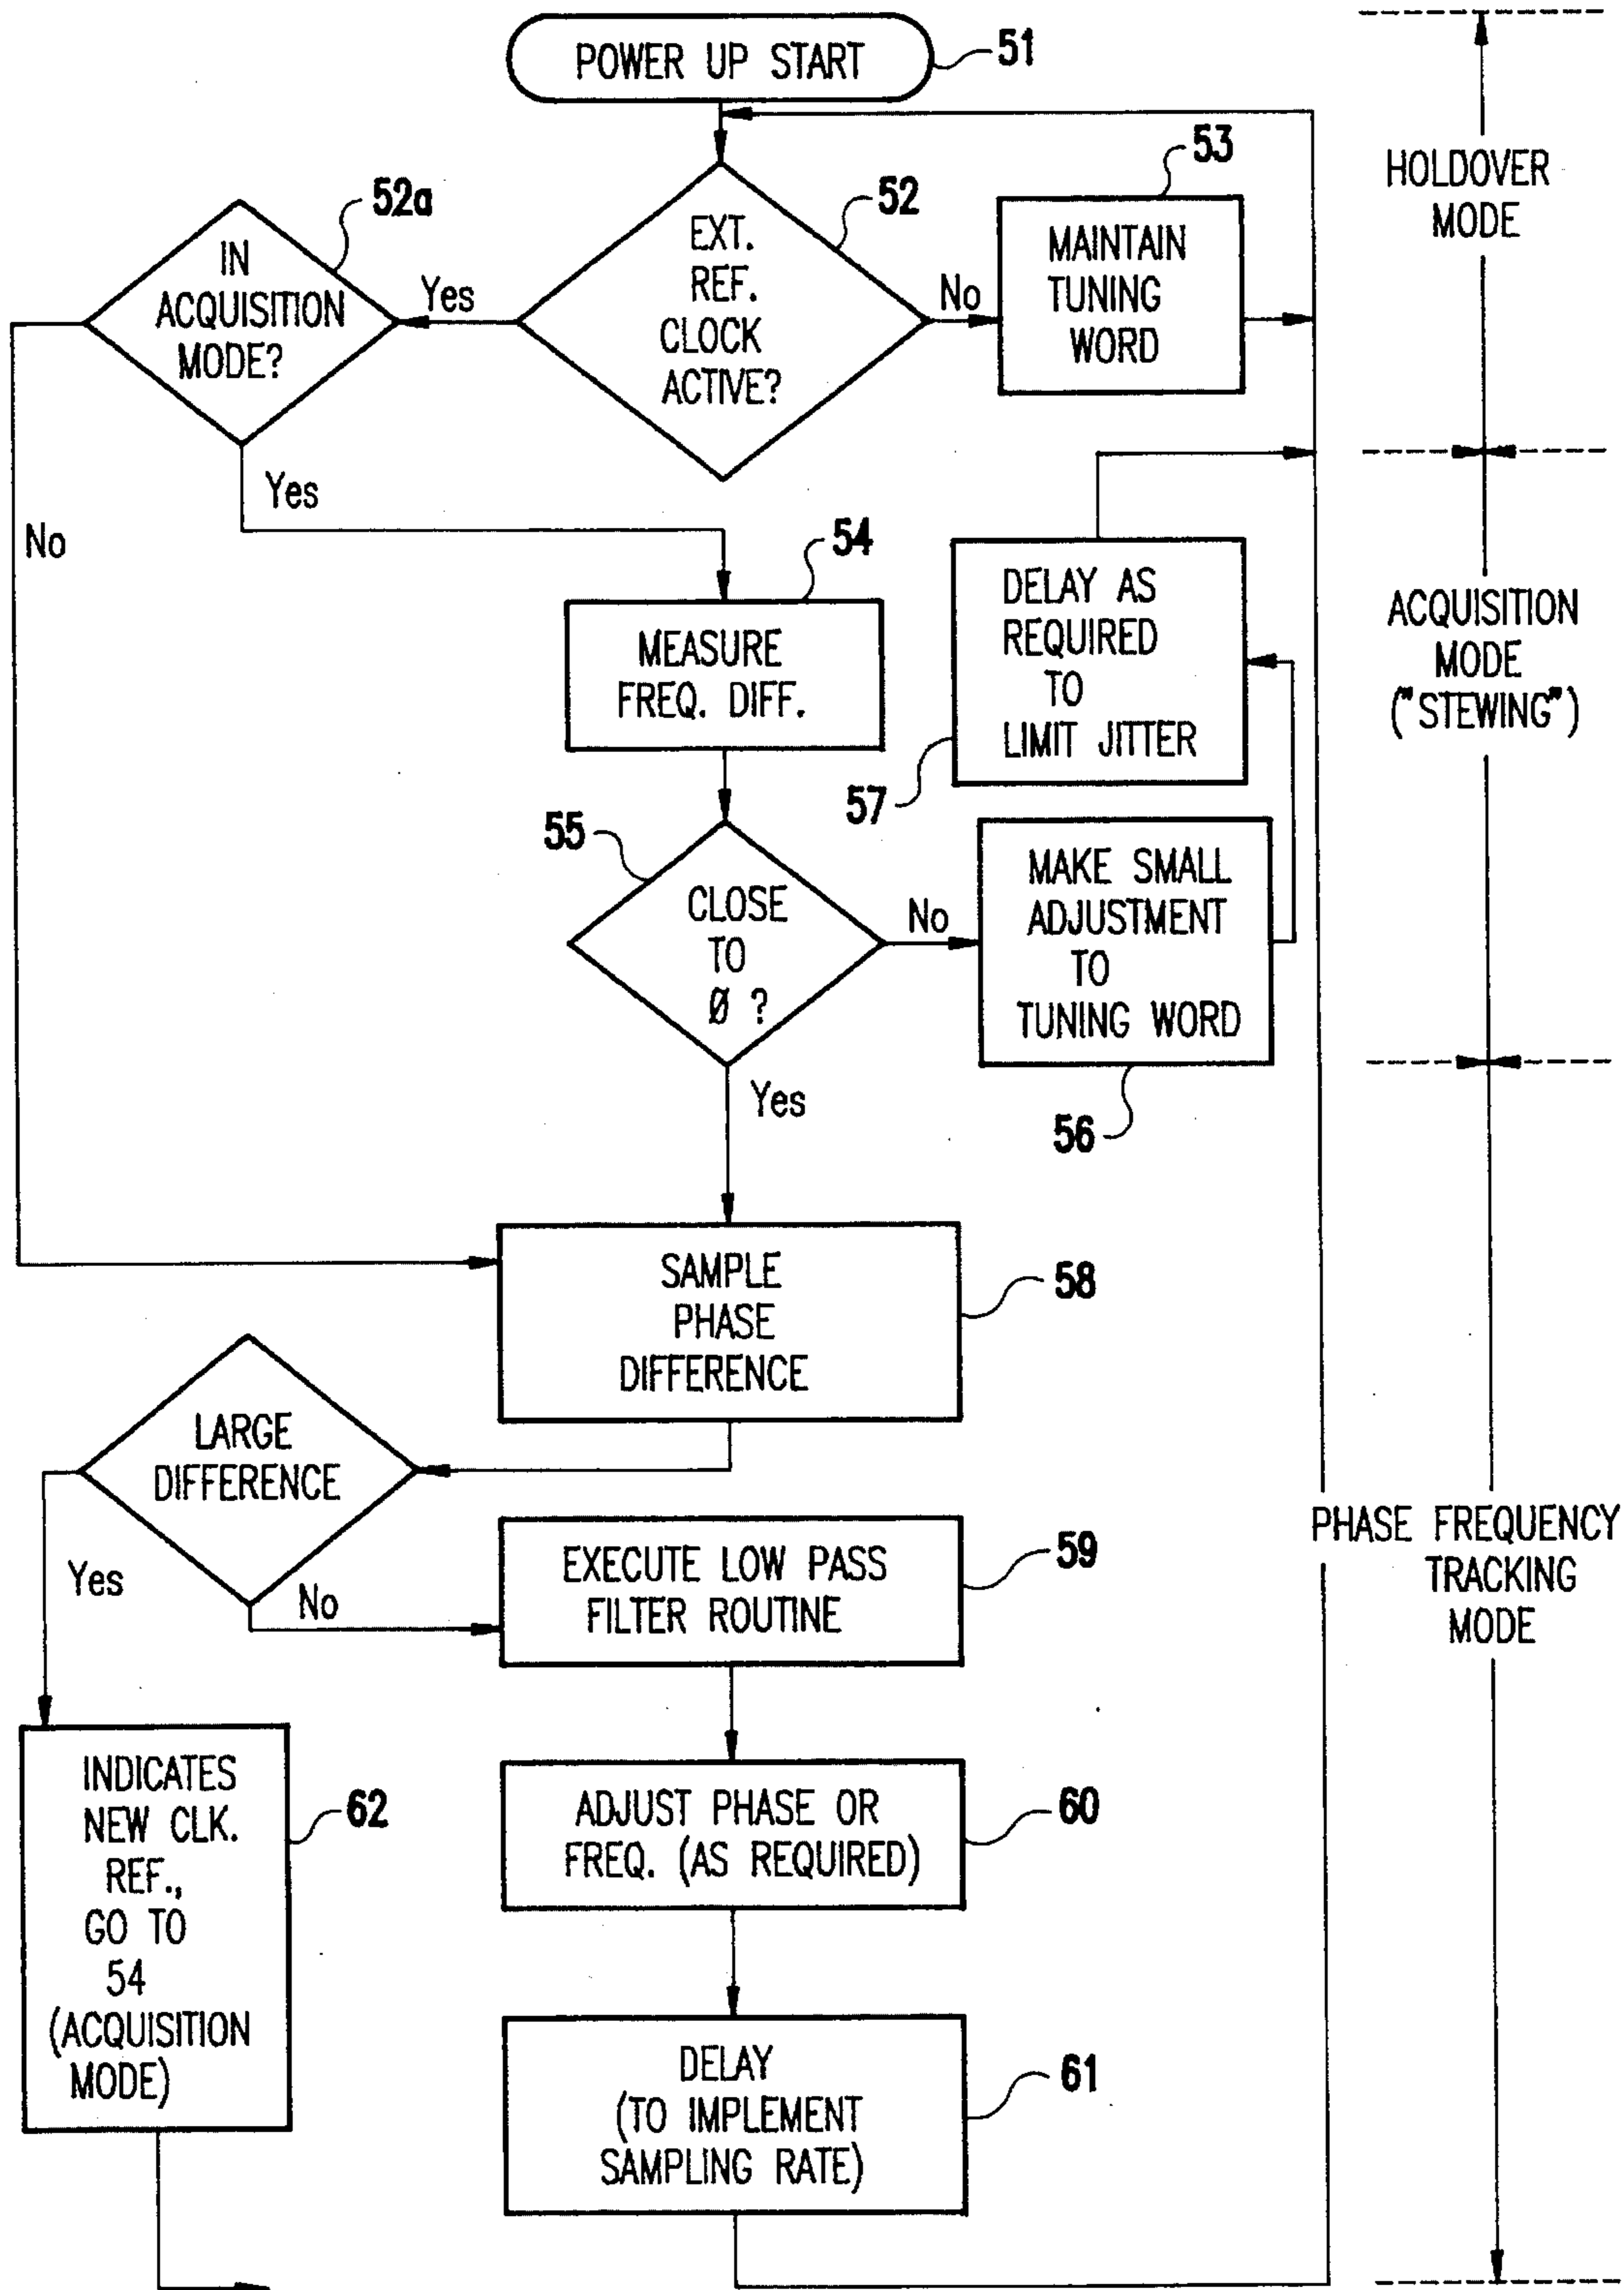 POWER UP START
51
52a
IN
ACQUISITION
MODE?
Yes
52
EXT.
REF.
CLOCK
ACTIVE?
No
53
MAINTAIN
TUNING
WORD
HOLDOVER
MODE
No
Yes
54
MEASURE
FREQ. DIFF.
DELAY AS
REQUIRED
TO
LIMIT JITTER
57
ACQUISITION
MODE
("STEWING")
55
CLOSE
TO
Ø ?
No
MAKE SMALL
ADJUSTMENT
TO
TUNING WORD
56
Yes
SAMPLE
PHASE
DIFFERENCE
58
LARGE
DIFFERENCE
Yes
No
EXECUTE LOW PASS
FILTER ROUTINE
59
PHASE FREQUENCY
TRACKING
MODE
INDICATES
NEW CLK.
REF.,
GO TO
54
(ACQUISITION
MODE)
62
ADJUST PHASE OR
FREQ. (AS REQUIRED)
60
DELAY
(TO IMPLEMENT
SAMPLING RATE)
61